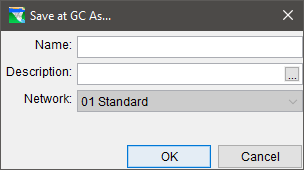 Save at GC As...
Name:
Description:
...
Network: 01 Standard
OK Cancel